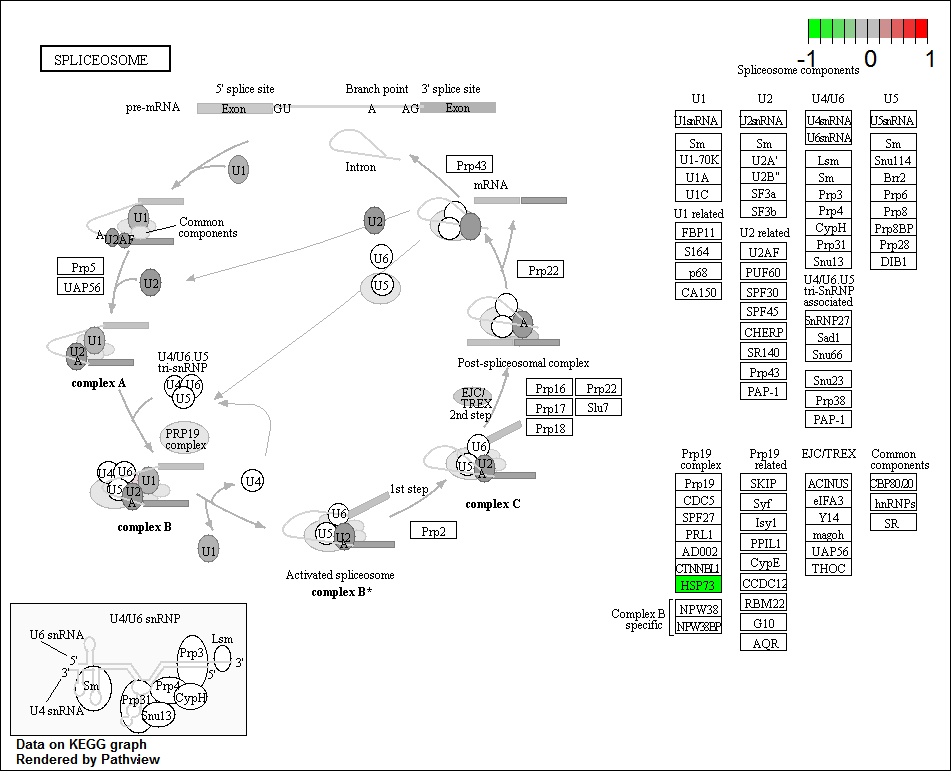 SPLICEOSOME
-1 0 1
Spliceosome components
5' splice site
Branch point
3' splice site
pre-mRNA
Exon
GU
A
AG
Exon
Intron
Prp43
mRNA
U1
U1
A
U2AF
Common
components
Prp5
UAP56
U2
U2
U6
U5
Prp22
U1
U2
A
complex A
U4/U6.U5
tri-snRNP
U4 U6
U5
PRP19
complex
A
Post-spliceosomal complex
EJC/
TREX
2nd step
Prp16
Prp22
Prp17
Slu7
Prp18
U4 U6
U5
U1
U2
A
complex B
U4
U1
U6
U5
U2
A
1st step
Prp2
Activated spliceosome
complex B*
U6
U5
U2
A
complex C
U1
U1snRNA
Sm
U1-70K
U1A
U1C
U1 related
FBP11
S164
p68
CA150
U2
U2snRNA
Sm
U2A'
U2B"
SF3a
SF3b
U2 related
U2AF
PUF60
SPF30
SPF45
CHERP
SR140
Prp43
PAP-1
U4/U6
U4snRNA
U6snRNA
Lsm
Sm
Prp3
Prp4
CypH
Prp31
Snu13
U4/U6.U5
tri-SnRNP
associated
SnRNP27
Sad1
Snu66
Snu23
Prp38
PAP-1
U5
U5snRNA
Sm
Snu114
Brr2
Prp6
Prp8
Prp8BP
Prp28
DIB1
Prp19
complex
Prp19
CDC5
SPF27
PRL1
AD002
CTNNBL1
HSP73
Complex B
specific
NPW38
NPW38BP
Prp19
related
SKIP
Syf
Isy1
PPIL1
CypE
CCDC12
RBM22
G10
AQR
EJC/TREX
ACINUS
eIFA3
Y14
magoh
UAP56
THOC
Common
components
CBP80/20
hnRNPs
SR
U4/U6 snRNP
U6 snRNA
5'
3'
U4 snRNA
Sm
Prp3
Lsm
3'
5'
Prp4
Prp31
CypH
Snu13
Data on KEGG graph
Rendered by Pathview